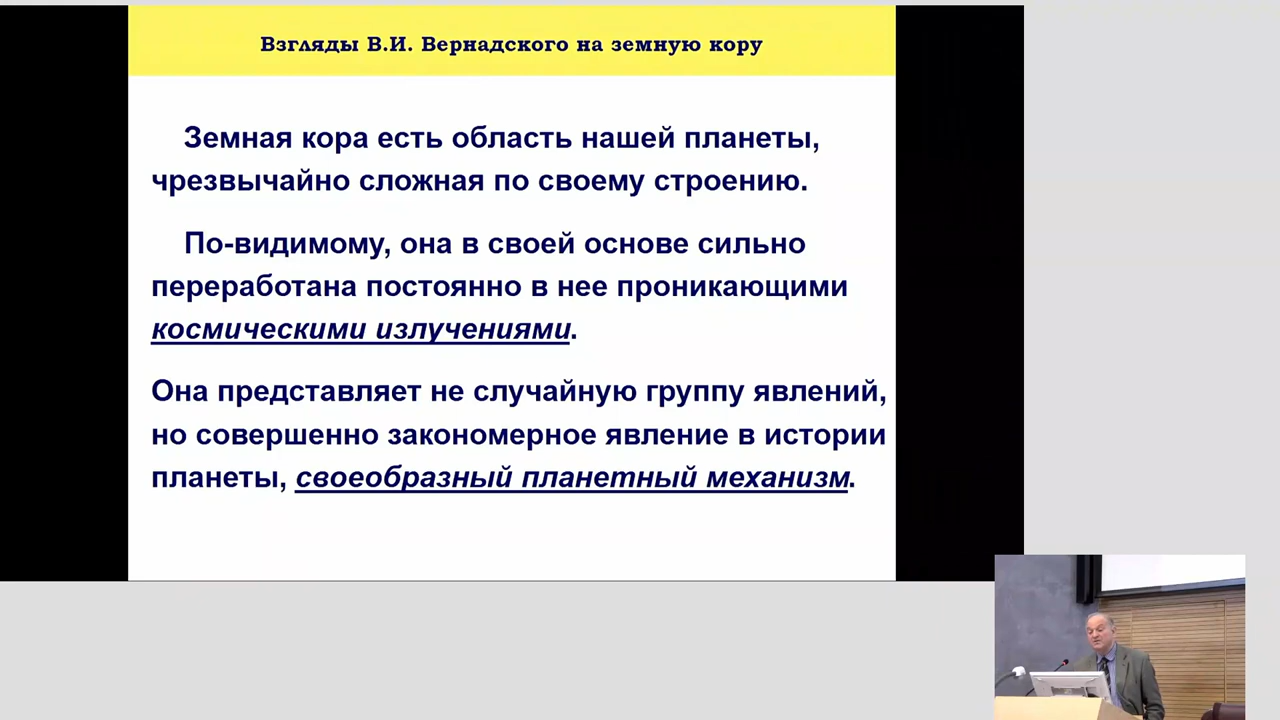 Взгляды В.И. Вернадского на земную кору
Земная кора есть область нашей планеты,
чрезвычайно сложная по своему строению.
По-видимому, она в своей основе сильно
переработана постоянно в нее проникающими
космическими излучениями.
Она представляет не случайную группу явлений,
но совершенно закономерное явление в истории
планеты, своеобразный планетный механизм.